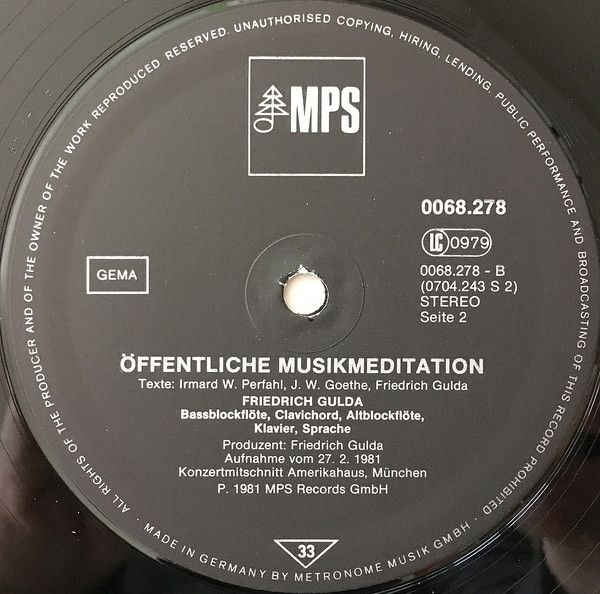 ALL RIGHTS OF THE PRODUCER AND OF THE OWNER OF THE WORK REPRODUCED RESERVED. UNAUTHORISED COPYING, HIRING, LENDING, PUBLIC PERFORMANCE AND BROADCASTING OF THIS RECORD PROHIBITED
MPS
0068.278
LC 0979
GEMA
0068.278 - B
(0704.243 S 2)
STEREO
Seite 2
ÖFFENTLICHE MUSIKMEDITATION
Texte: Irmard W. Perfahl, J. W. Goethe, Friedrich Gulda
FRIEDRICH GULDA
Bassblockflöte, Clavichord, Altblockflöte,
Klavier, Sprache
Produzent: Friedrich Gulda
Aufnahme vom 27. 2. 1981
Konzertmitschnitt Amerikahaus, München
P. 1981 MPS Records GmbH
33
· MADE IN GERMANY BY METRONOME MUSIK GMBH ·